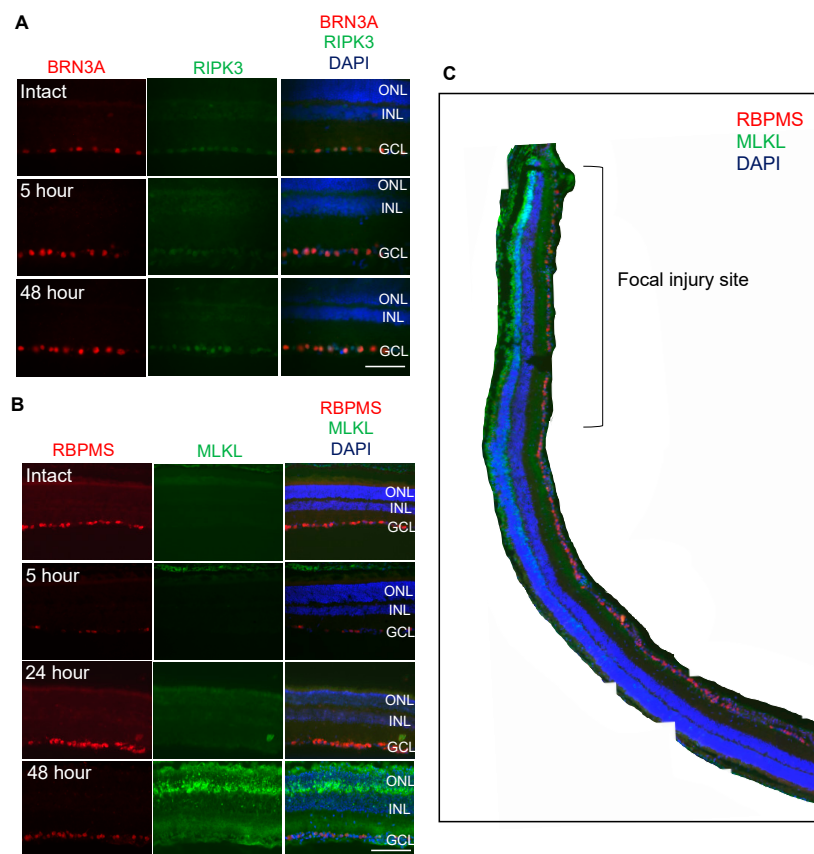 A
BRN3A
RIPK3
BRN3A
RIPK3
DAPI
Intact
ONL
INL
GCL
5 hour
ONL
INL
GCL
48 hour
ONL
INL
GCL
B
RBPMS
MLKL
RBPMS
MLKL
DAPI
Intact
ONL
INL
GCL
5 hour
ONL
INL
GCL
24 hour
ONL
INL
GCL
48 hour
ONL
INL
GCL
C
RBPMS
MLKL
DAPI
Focal injury site